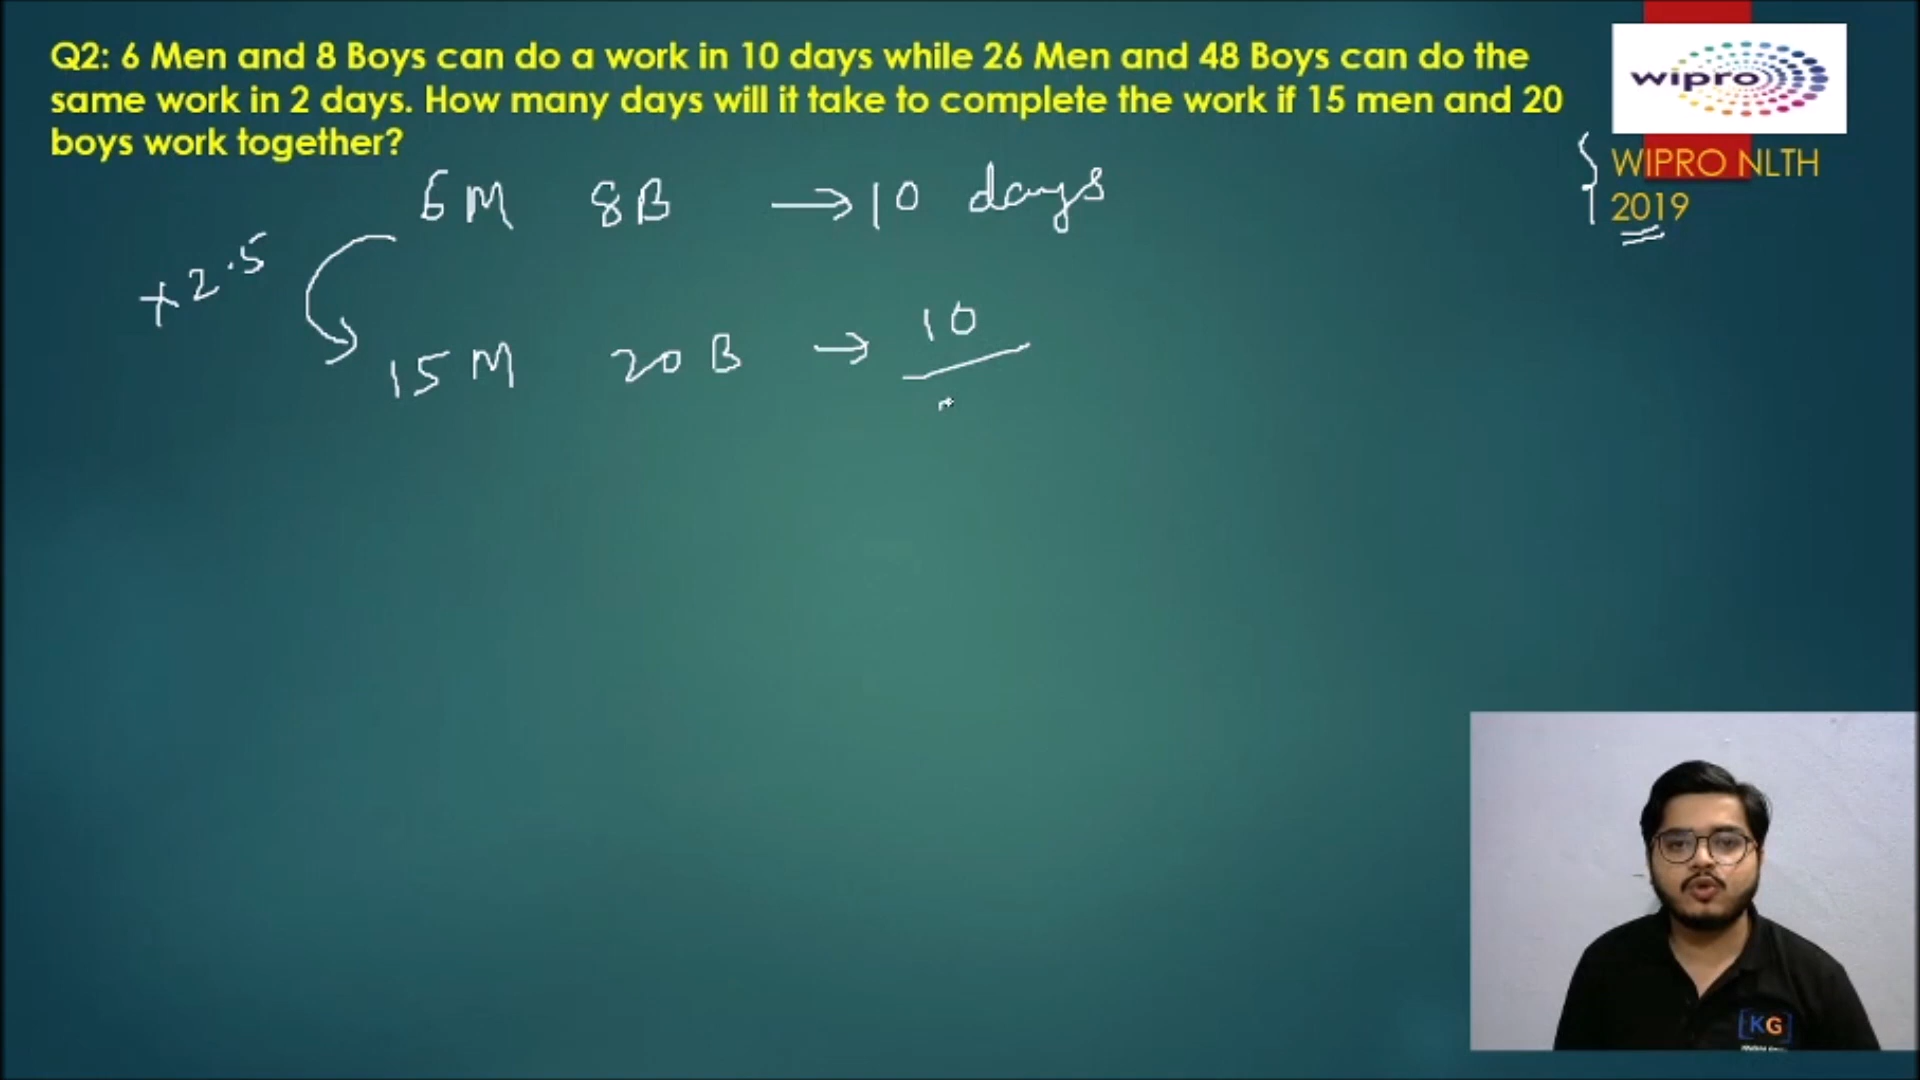 Q2: 6 Men and 8 Boys can do a work in 10 days while 26 Men and 48 Boys can do the
same work in 2 days. How many days will it take to complete the work if 15 men and 20
boys work together?
wipro
WIPRO NLTH
2019
6M 8B → 10 days
×2.5
15M 20B → 10
[KG]